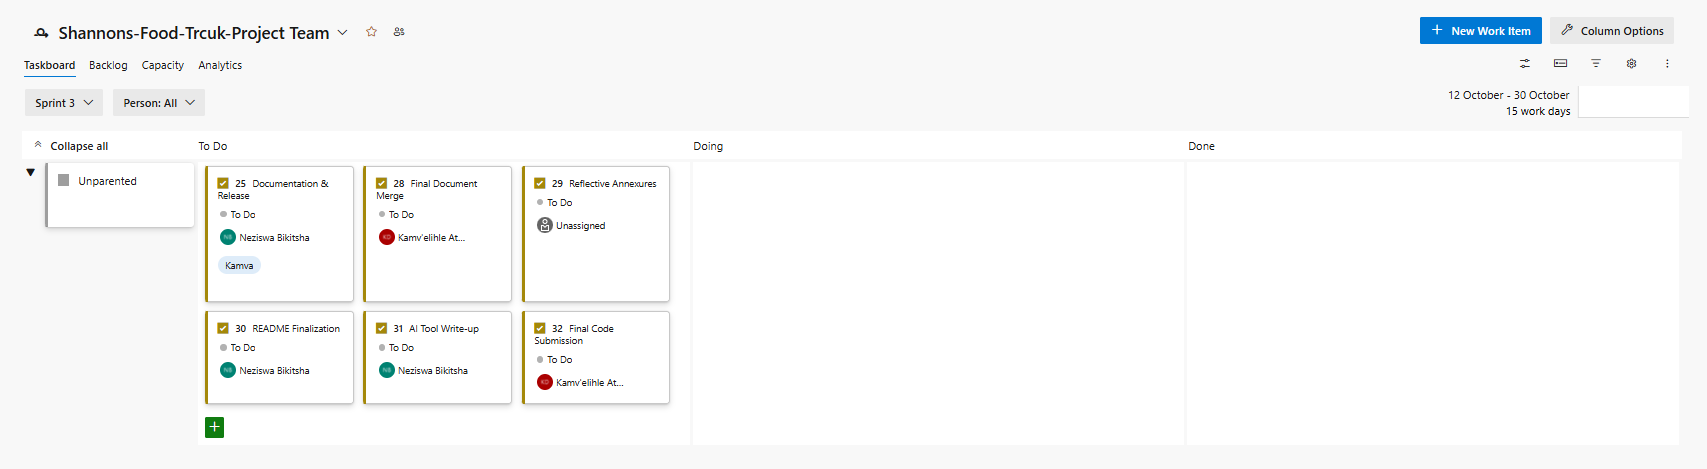 Shannons-Food-Trcuk-Project Team
New Work Item
Column Options
Taskboard
Backlog
Capacity
Analytics
Sprint 3
Person: All
12 October - 30 October
15 work days
Collapse all
To Do
Doing
Done
Unparented
25 Documentation &
Release
To Do
Neziswa Bikitsha
Kamva
28 Final Document
Merge
To Do
Kamv'elihle At...
29 Reflective Annexures
To Do
Unassigned
30 README Finalization
To Do
Neziswa Bikitsha
31 AI Tool Write-up
To Do
Neziswa Bikitsha
32 Final Code
Submission
To Do
Kamv'elihle At...